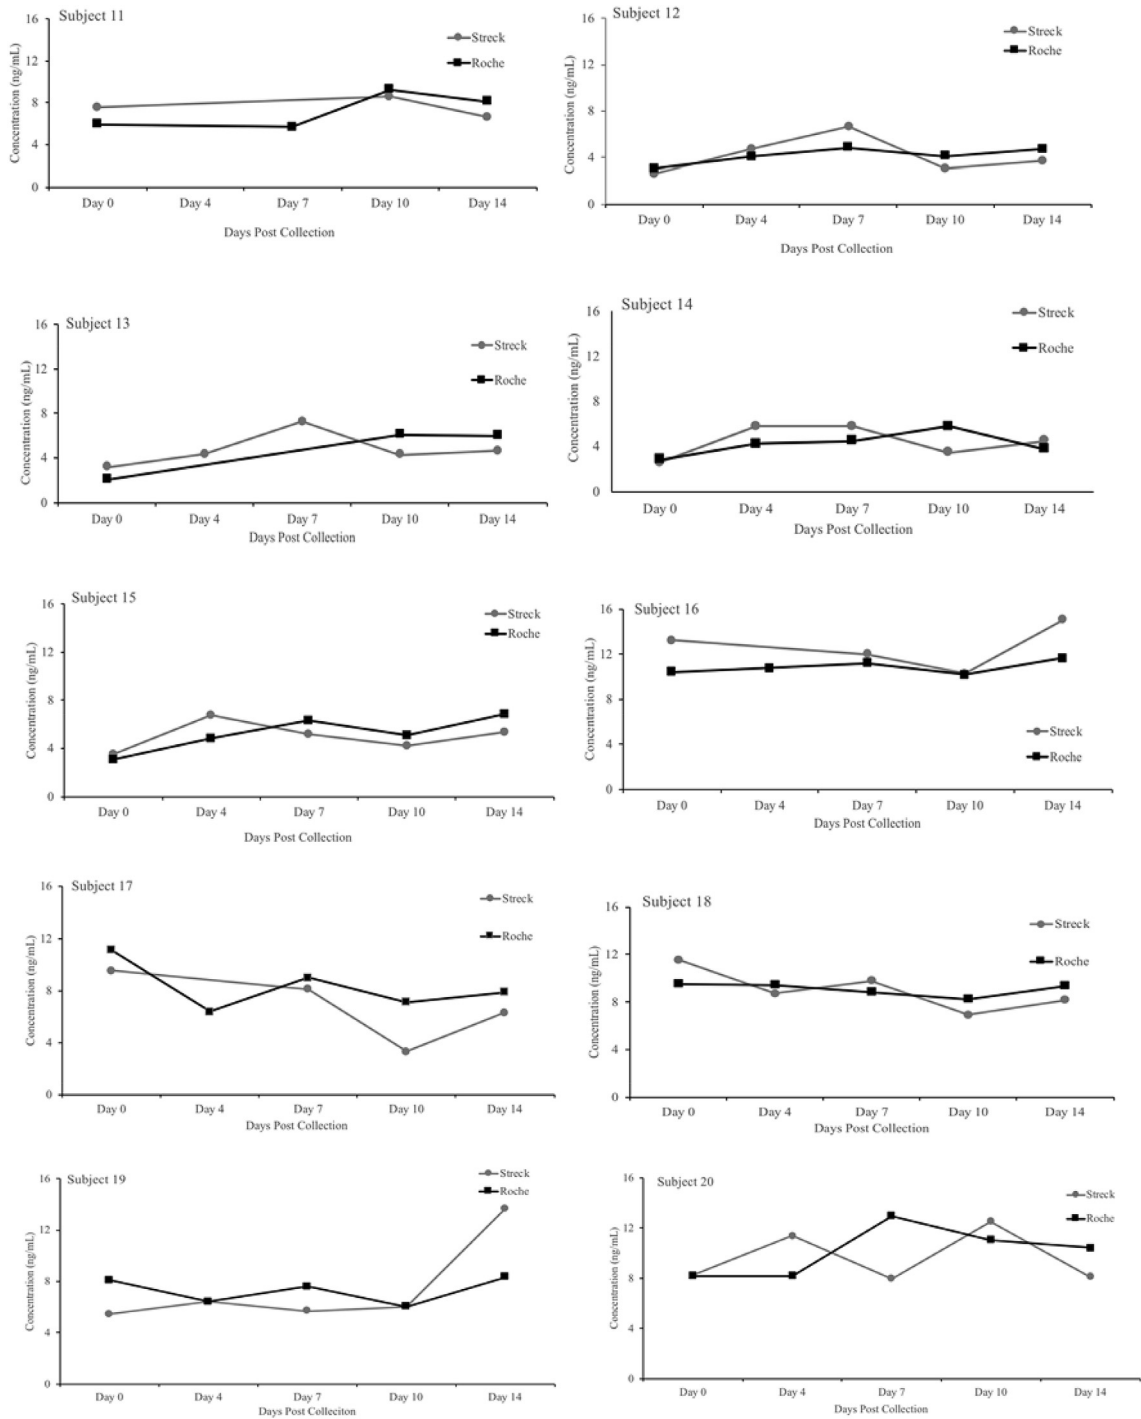 Subject 11
Concentration (ng/mL)
16
12
8
4
0
Streck
Roche
Day 0 Day 4 Day 7 Day 10 Day 14
Days Post Collection
Subject 12
Concentration (ng/mL)
16
12
8
4
0
Streck
Roche
Day 0 Day 4 Day 7 Day 10 Day 14
Days Post Collection
Subject 13
Concentration (ng/mL)
16
12
8
4
0
Streck
Roche
Day 0 Day 4 Day 7 Day 10 Day 14
Days Post Collection
Subject 14
Concentration (ng/mL)
16
12
8
4
0
Streck
Roche
Day 0 Day 4 Day 7 Day 10 Day 14
Days Post Collection
Subject 15
Concentration (ng/mL)
16
12
8
4
0
Streck
Roche
Day 0 Day 4 Day 7 Day 10 Day 14
Days Post Collection
Subject 16
Concentration (ng/mL)
16
12
8
4
0
Streck
Roche
Day 0 Day 4 Day 7 Day 10 Day 14
Days Post Collection
Subject 17
Concentration (ng/mL)
16
12
8
4
0
Streck
Roche
Day 0 Day 4 Day 7 Day 10 Day 14
Days Post Collection
Subject 18
Concentration (ng/mL)
16
12
8
4
0
Streck
Roche
Day 0 Day 4 Day 7 Day 10 Day 14
Days Post Collection
Subject 19
Concentration (ng/mL)
16
12
8
4
0
Streck
Roche
Day 0 Day 4 Day 7 Day 10 Day 14
Days Post Colleciton
Subject 20
Concentration (ng/mL)
16
12
8
4
0
Streck
Roche
Day 0 Day 4 Day 7 Day 10 Day 14
Days Post Collection